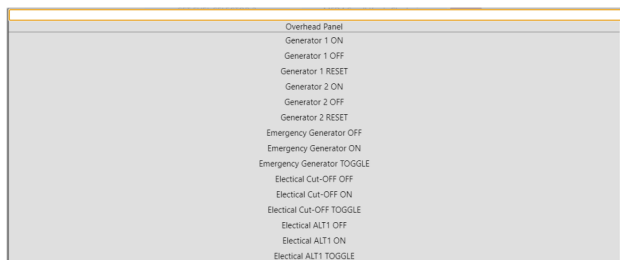 Overhead Panel
Generator 1 ON
Generator 1 OFF
Generator 1 RESET
Generator 2 ON
Generator 2 OFF
Generator 2 RESET
Emergency Generator OFF
Emergency Generator ON
Emergency Generator TOGGLE
Electical Cut-OFF OFF
Electical Cut-OFF ON
Electical Cut-OFF TOGGLE
Electical ALT1 OFF
Electical ALT1 ON
Electical ALT1 TOGGLE